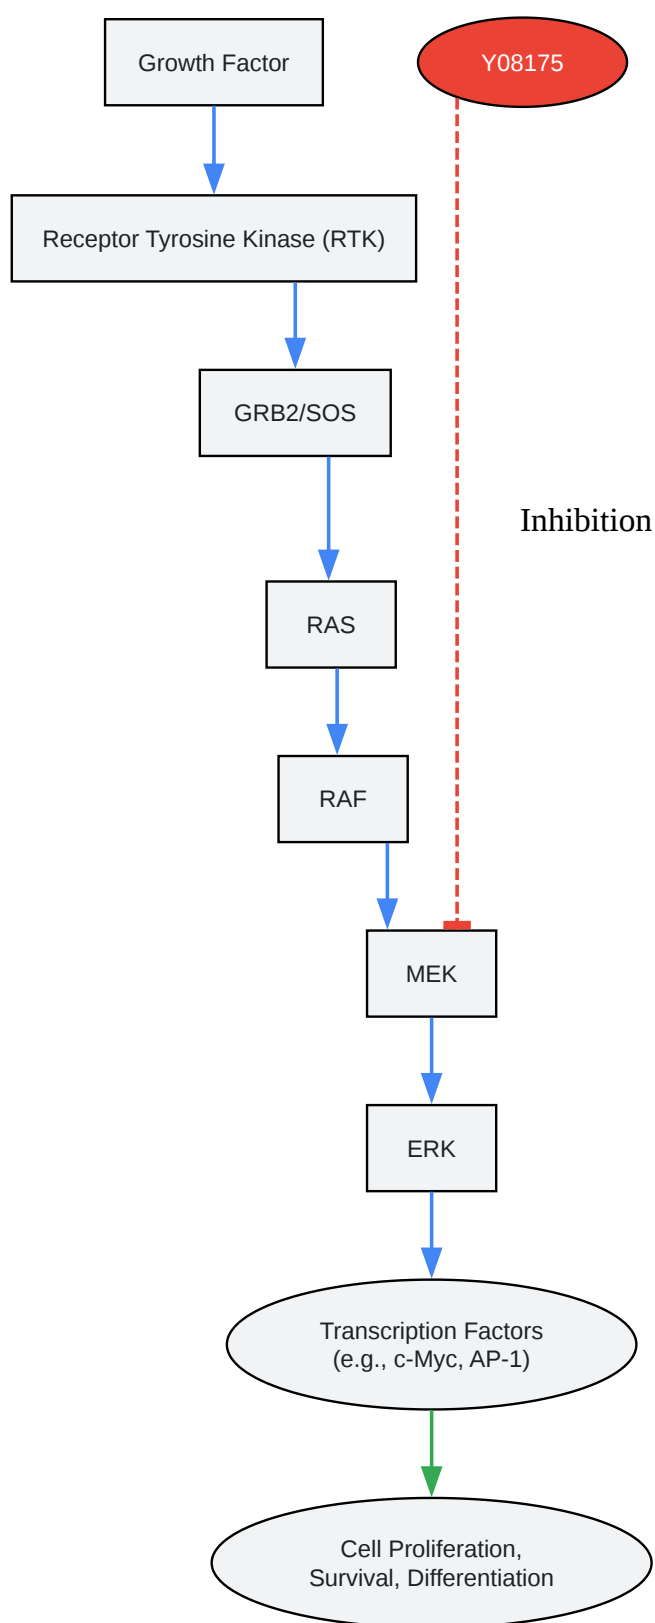 Growth Factor
Y08175
Receptor Tyrosine Kinase (RTK)
GRB2/SOS
Inhibition
RAS
RAF
MEK
ERK
Transcription Factors
(e.g., c-Myc, AP-1)
Cell Proliferation,
Survival, Differentiation